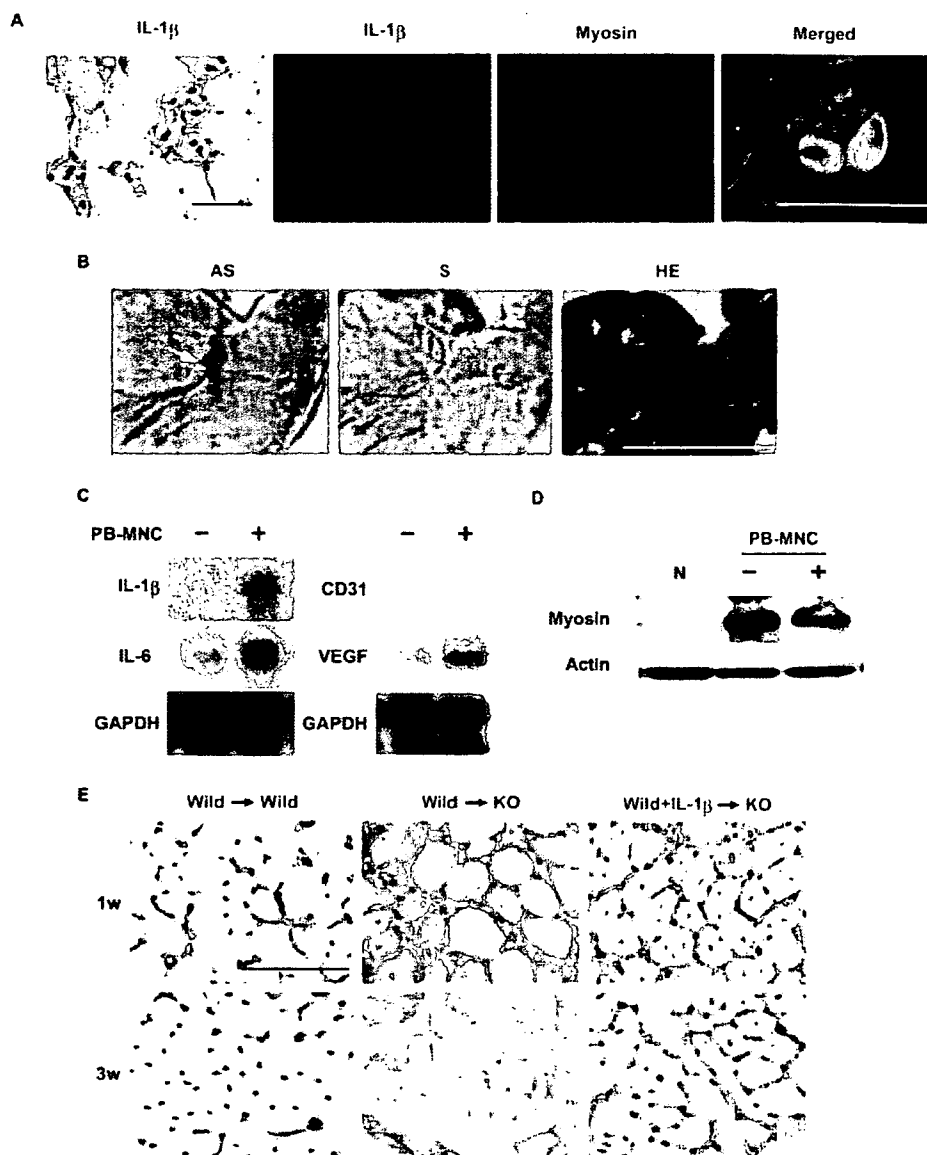 A
IL-1β IL-1β Myosin Merged
B
AS S HE
C
PB-MNC − + − +
IL-1β CD31
IL-6 VEGF
GAPDH GAPDH
D
PB-MNC
N − +
Myosin
Actin
E
Wild → Wild Wild → KO Wild+IL-1β → KO
1w
3w